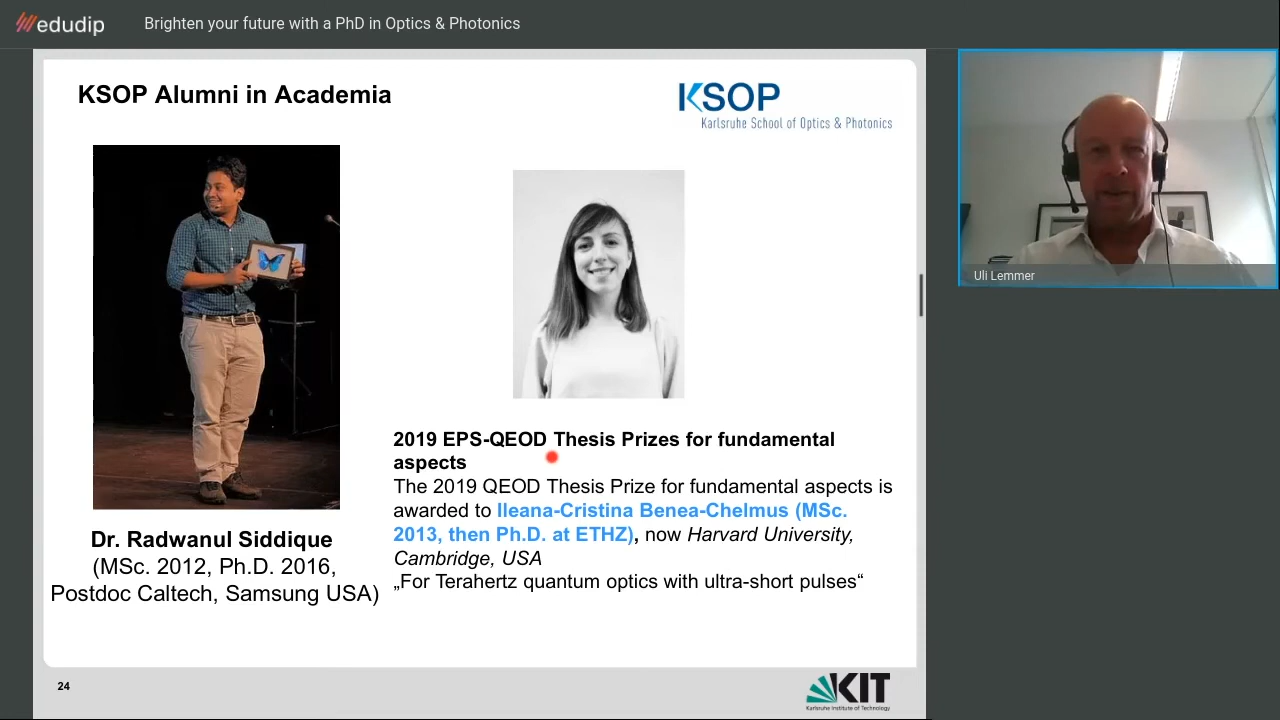 edudip
Brighten your future with a PhD in Optics & Photonics
KSOP Alumni in Academia
KSOP
Karlsruhe School of Optics & Photonics
Uli Lemmer
2019 EPS-QEOD Thesis Prizes for fundamental
aspects
The 2019 QEOD Thesis Prize for fundamental aspects is
awarded to Ileana-Cristina Benea-Chelmus (MSc.
2013, then Ph.D. at ETHZ), now Harvard University,
Cambridge, USA
„For Terahertz quantum optics with ultra-short pulses“
Dr. Radwanul Siddique
(MSc. 2012, Ph.D. 2016,
Postdoc Caltech, Samsung USA)
24
KIT
Karlsruhe Institute of Technology